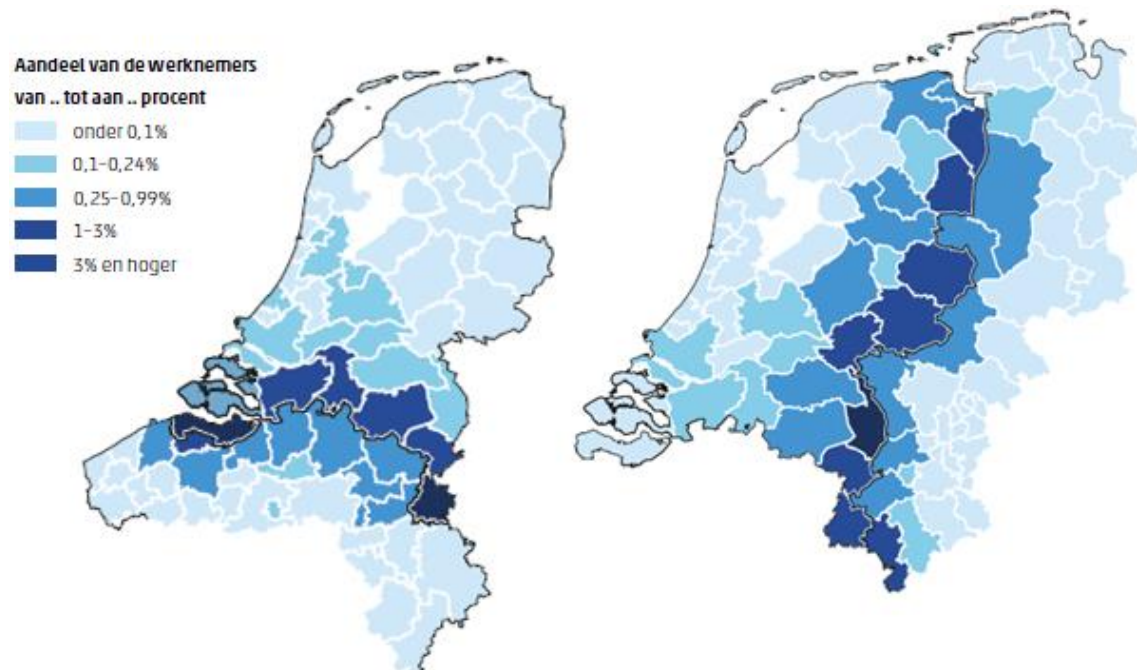 Aandeel van de werknemers
van .. tot aan .. procent
onder 0,1%
0,1-0,24%
0,25-0,99%
1-3%
3% en hoger